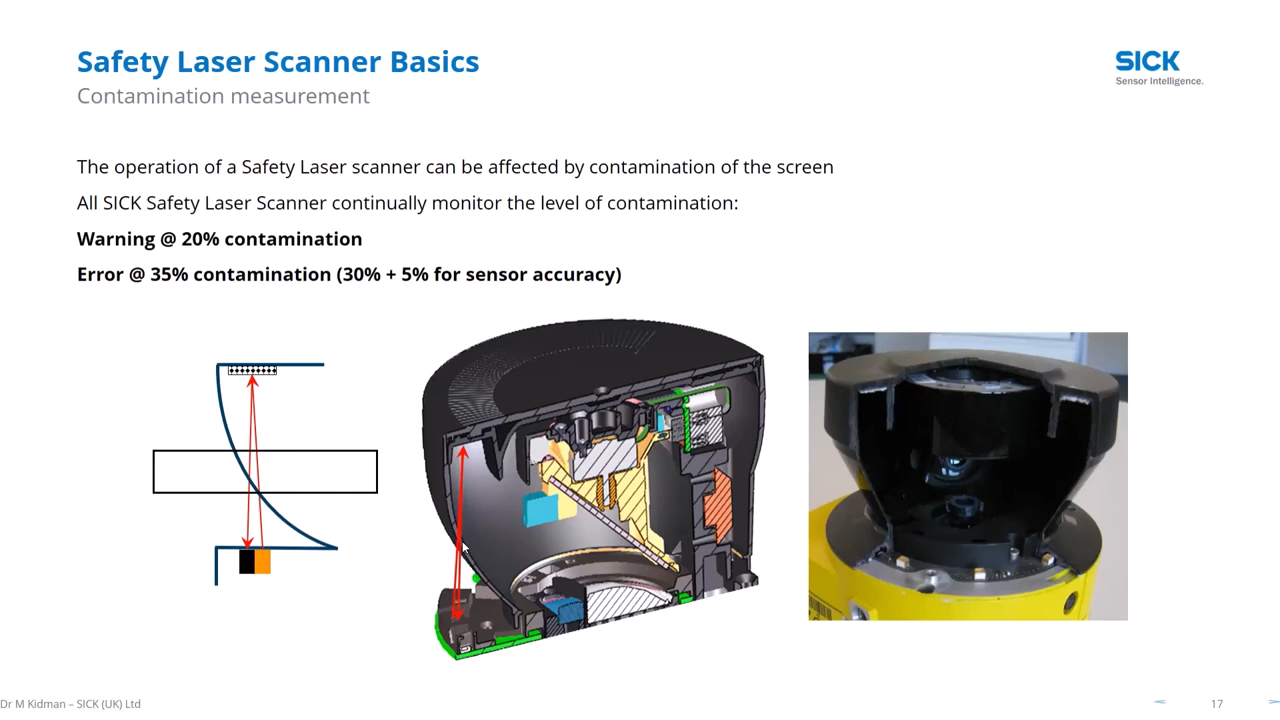 Safety Laser Scanner Basics
Contamination measurement
SICK
Sensor Intelligence.
The operation of a Safety Laser scanner can be affected by contamination of the screen
All SICK Safety Laser Scanner continually monitor the level of contamination:
Warning @ 20% contamination
Error @ 35% contamination (30% + 5% for sensor accuracy)
Dr M Kidman – SICK (UK) Ltd
17